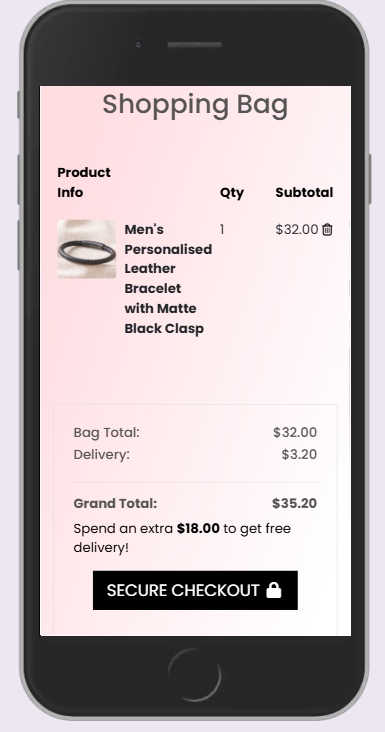 Shopping Bag
Product
Info
Qty
Subtotal
Men's
Personalised
Leather
Bracelet
with Matte
Black Clasp
1
$32.00
Bag Total: $32.00
Delivery: $3.20
Grand Total: $35.20
Spend an extra $18.00 to get free
delivery!
SECURE CHECKOUT